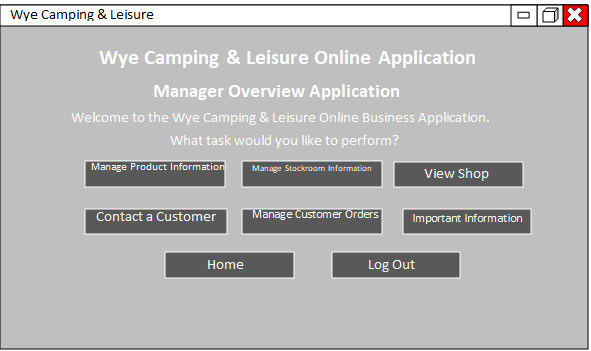 Wye Camping & Leisure
Wye Camping & Leisure Online Application
Manager Overview Application
Welcome to the Wye Camping & Leisure Online Business Application.
What task would you like to perform?
Manage Product Information
Manage Stockroom Information
View Shop
Contact a Customer
Manage Customer Orders
Important Information
Home
Log Out